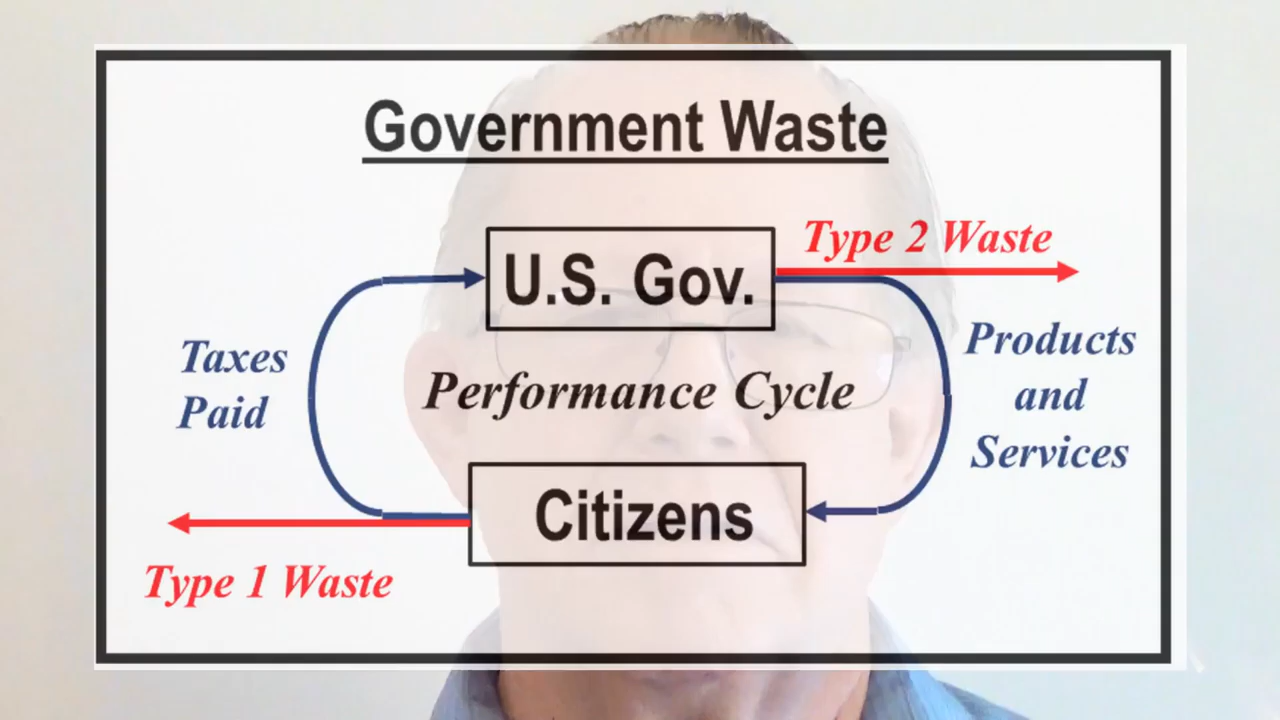 Government Waste
Type 2 Waste
U.S. Gov.
Taxes
Paid
Performance Cycle
Products
and
Services
Citizens
Type 1 Waste